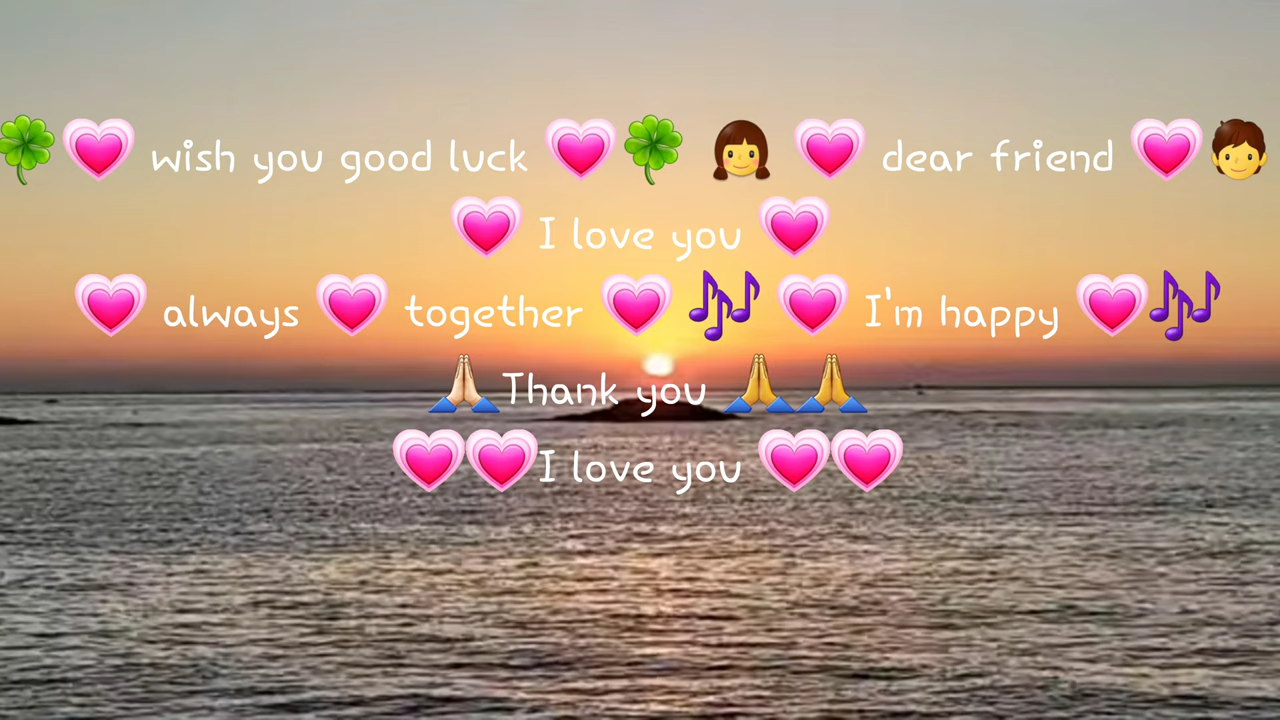 🍀💗 wish you good luck 💗🍀 👧 💗 dear friend 💗🧒
💗 I love you 💗
💗 always 💗 together 💗 🎶 💗 I'm happy 💗🎶
🙏🏻Thank you 🙏🙏
💗💗I love you 💗💗